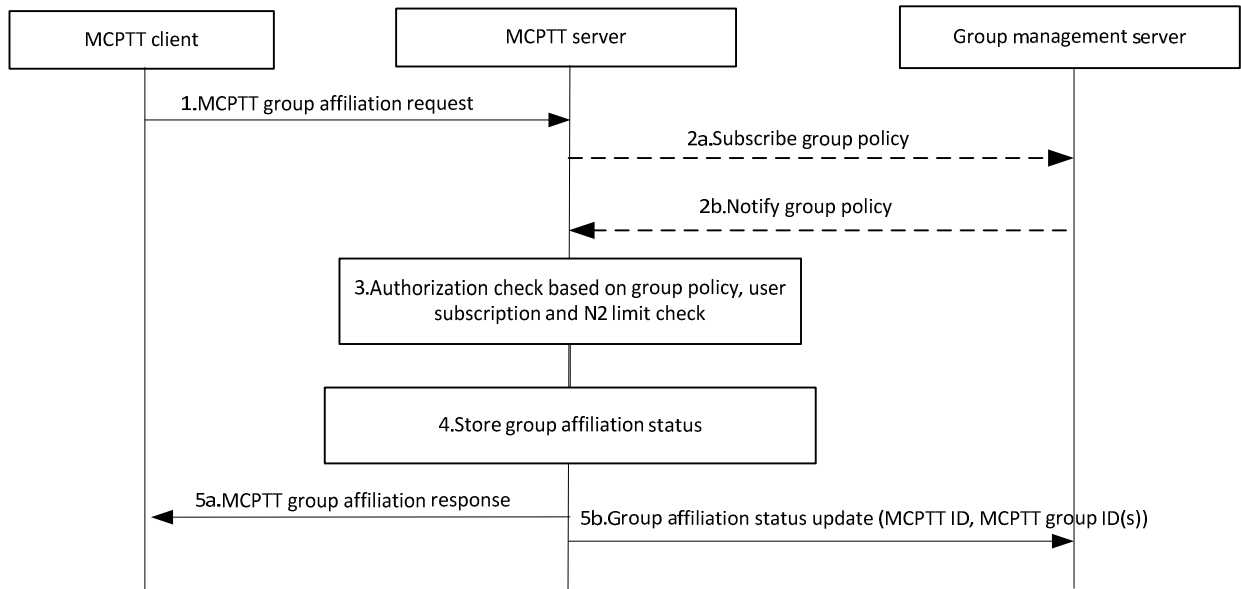 MCPTT client
MCPTT server
Group management server
1.MCPTT group affiliation request
2a.Subscribe group policy
2b.Notify group policy
3.Authorization check based on group policy, user
subscription and N2 limit check
4.Store group affiliation status
5a.MCPTT group affiliation response
5b.Group affiliation status update (MCPTT ID, MCPTT group ID(s))